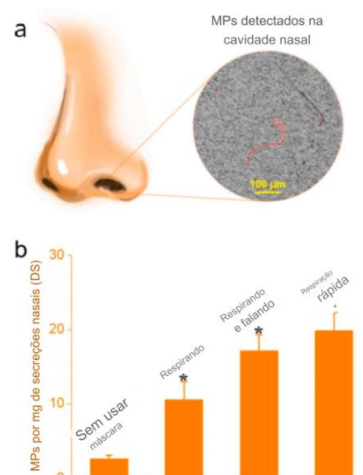 a
MPs detectados na
cavidade nasal
100 µm
b
MPs por mg de secreções nasais (DS)
30
20
10
0
Sem usar
máscara
Respirando
*
Respirando
e falando
*
Respiração
rápida
*